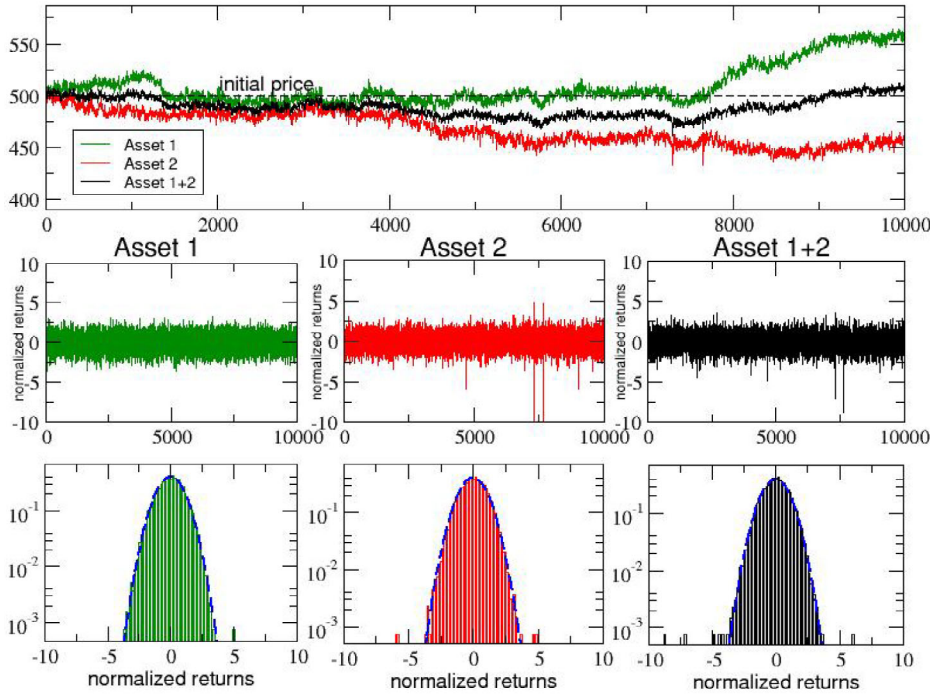 550
500
450
400
initial price
Asset 1
Asset 2
Asset 1+2
0 2000 4000 6000 8000 10000
Asset 1 Asset 2 Asset 1+2
normalized returns normalized returns normalized returns
10 10 10
5 5 5
0 0 0
-5 -5 -5
-10 -10 -10
0 5000 10000 0 5000 10000 0 5000 10000
10-1 10-1 10-1
10-2 10-2 10-2
10-3 10-3 10-3
-10 -5 0 5 10 -10 -5 0 5 10 -10 -5 0 5 10
normalized returns normalized returns normalized returns